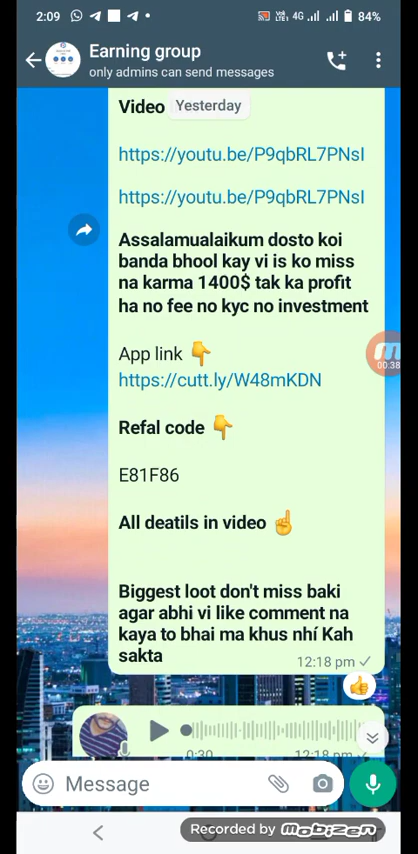 2:09
4G
84%
Earning group
only admins can send messages
Video
Yesterday
https://youtu.be/P9qbRL7PNsI
https://youtu.be/P9qbRL7PNsI
Assalamualaikum dosto koi
banda bhool kay vi is ko miss
na karma 1400$ tak ka profit
ha no fee no kyc no investment
App link 👇
00:38
https://cutt.ly/W48mKDN
Refal code 👇
E81F86
All deatils in video ☝
Biggest loot don't miss baki
agar abhi vi like comment na
kaya to bhai ma khus nhí Kah
sakta
12:18 pm
0:30
12:18 pm
Message
Recorded by mobizen